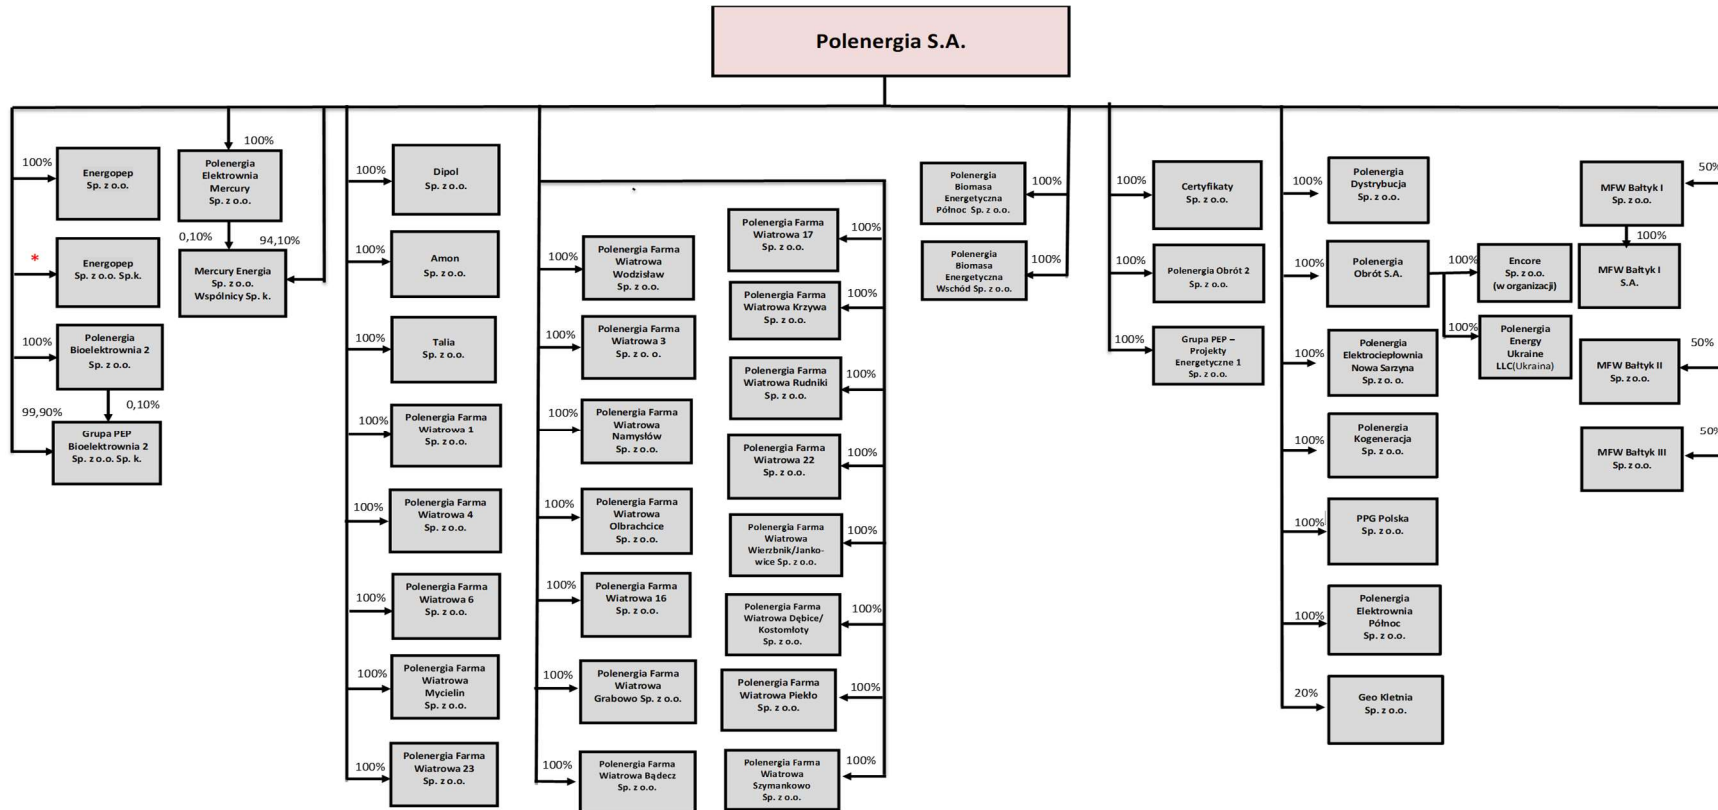 Polenergia S.A.
100%
Energopep
Sp. z o.o.
*
Energopep
Sp. z o.o. Sp.k.
100%
Polenergia
Bioelektrownia 2
Sp. z o.o.
99,90%
0,10%
Grupa PEP
Bioelektrownia 2
Sp. z o.o. Sp. k.
100%
Polenergia
Elektrownia
Mercury
Sp. z o.o.
0,10%
94,10%
Mercury Energia
Sp. z o.o.
Wspólnicy Sp. k.
100%
Dipol
Sp. z o.o.
100%
Amon
Sp. z o.o.
100%
Talia
Sp. z o.o.
100%
Polenergia Farma
Wiatrowa 1
Sp. z o.o.
100%
Polenergia Farma
Wiatrowa 4
Sp. z o.o.
100%
Polenergia Farma
Wiatrowa 6
Sp. z o.o.
100%
Polenergia Farma
Wiatrowa
Mycielin
Sp. z o.o.
100%
Polenergia Farma
Wiatrowa 23
Sp. z o.o.
100%
Polenergia Farma
Wiatrowa
Wodzisław
Sp. z o.o.
100%
Polenergia Farma
Wiatrowa 3
Sp. z o. o.
100%
Polenergia Farma
Wiatrowa
Namysłów
Sp. z o.o.
100%
Polenergia Farma
Wiatrowa
Olbrachcice
Sp. z o.o.
100%
Polenergia Farma
Wiatrowa 16
Sp. z o.o.
100%
Polenergia Farma
Wiatrowa
Grabowo Sp. z o.o.
100%
Polenergia Farma
Wiatrowa Bądecz
Sp. z o.o.
Polenergia Farma
Wiatrowa 17
Sp. z o.o.
100%
Polenergia Farma
Wiatrowa Krzywa
Sp. z o.o.
100%
Polenergia Farma
Wiatrowa Rudniki
Sp. z o.o.
100%
Polenergia Farma
Wiatrowa 22
Sp. z o.o.
100%
Polenergia Farma
Wiatrowa
Wierzbnik/Janko-
wice Sp. z o.o.
100%
Polenergia Farma
Wiatrowa Dębice/
Kostomłoty
Sp. z o.o.
100%
Polenergia Farma
Wiatrowa Piekło
Sp. z o.o.
100%
Polenergia Farma
Wiatrowa
Szymankowo
Sp. z o.o.
100%
Polenergia
Biomasa
Energetyczna
Północ Sp. z o.o.
100%
Polenergia
Biomasa
Energetyczna
Wschód Sp. z o.o.
100%
100%
Certyfikaty
Sp. z o.o.
100%
Polenergia Obrót 2
Sp. z o.o.
100%
Grupa PEP –
Projekty
Energetyczne 1
Sp. z o.o.
100%
Polenergia
Dystrybucja
Sp. z o.o.
100%
Polenergia
Obrót S.A.
100%
Encore
Sp. z o.o.
(w organizacji)
100%
Polenergia
Energy
Ukraine
LLC(Ukraina)
100%
Polenergia
Elektrociepłownia
Nowa Sarzyna
Sp. z o.o.
100%
Polenergia
Kogeneracja
Sp. z o.o.
100%
PPG Polska
Sp. z o.o.
100%
Polenergia
Elektrownia
Północ
Sp. z o.o.
20%
Geo Kletnia
Sp. z o.o.
MFW Bałtyk I
Sp. z o.o.
50%
100%
MFW Bałtyk I
S.A.
MFW Bałtyk II
Sp. z o.o.
50%
MFW Bałtyk III
Sp. z o.o.
50%